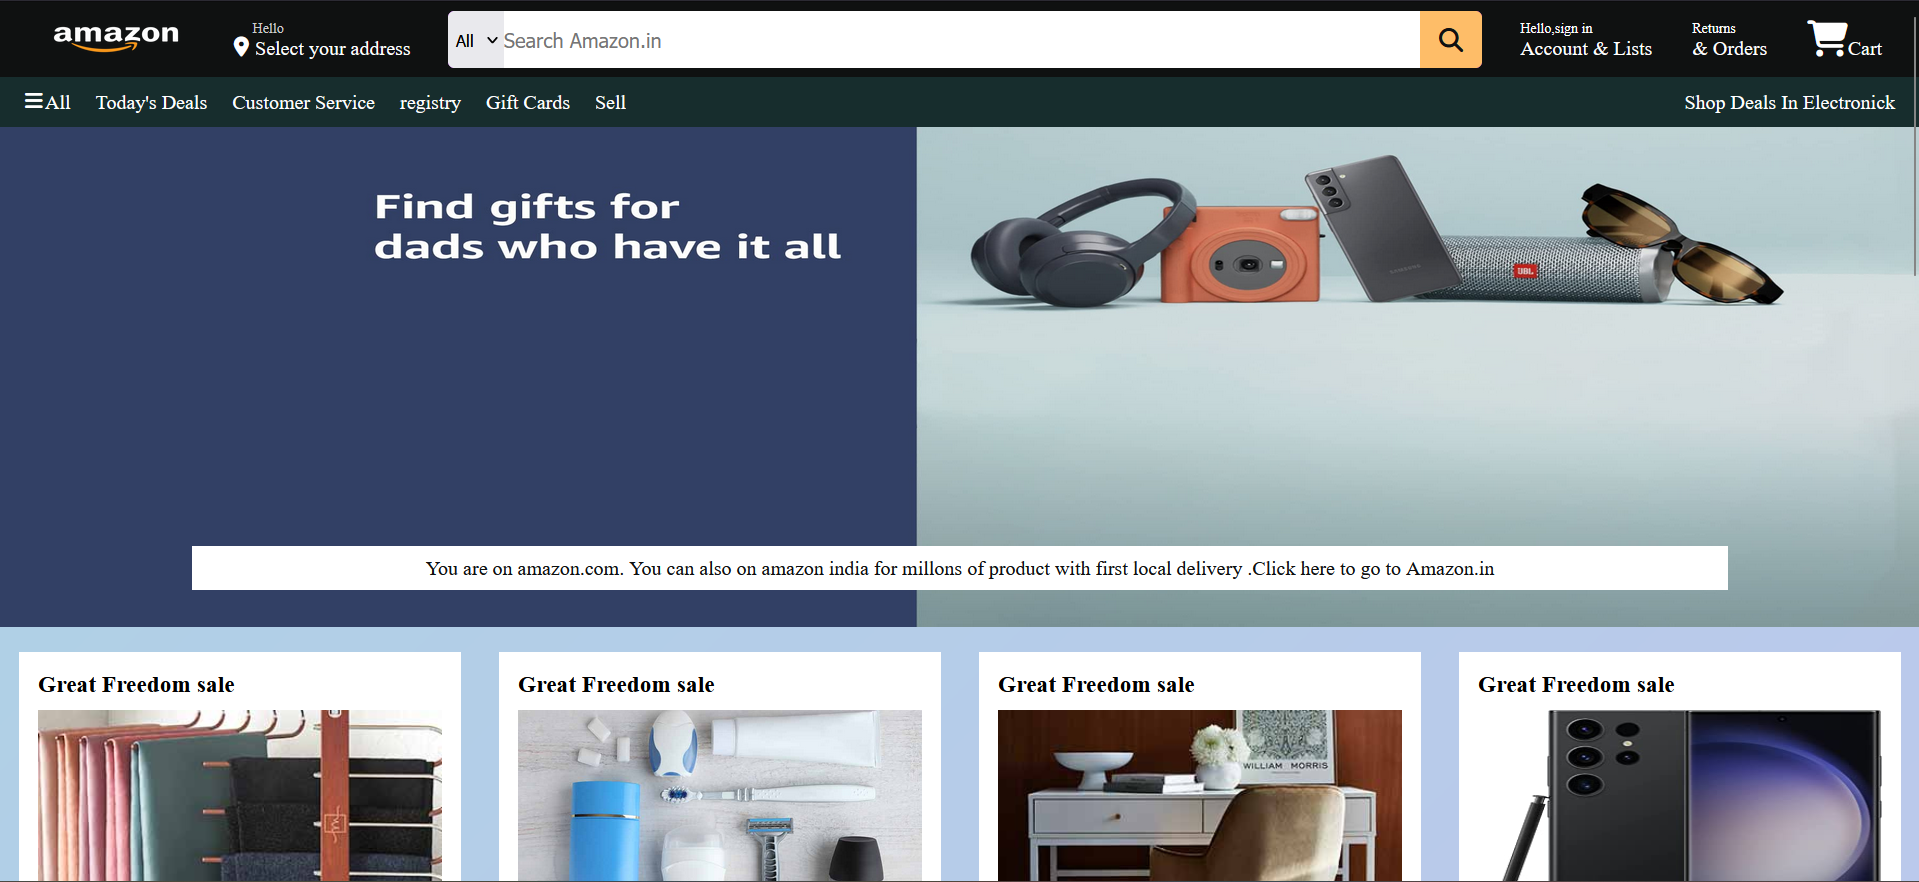 amazon
Hello
Select your address
All
Search Amazon.in
Hello,sign in
Account & Lists
Returns
& Orders
Cart
All
Today's Deals
Customer Service
registry
Gift Cards
Sell
Shop Deals In Electronick
Find gifts for
dads who have it all
SAMSUNG
JBL
You are on amazon.com. You can also on amazon india for millons of product with first local delivery .Click here to go to Amazon.in
Great Freedom sale
Great Freedom sale
Great Freedom sale
Great Freedom sale
WILLIAM MORRIS